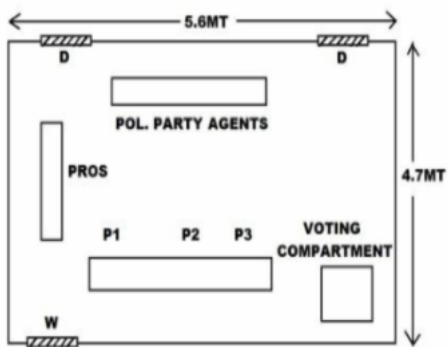 5.6MT
D
D
POL. PARTY AGENTS
PROS
4.7MT
P1 P2 P3
VOTING
COMPARTMENT
W